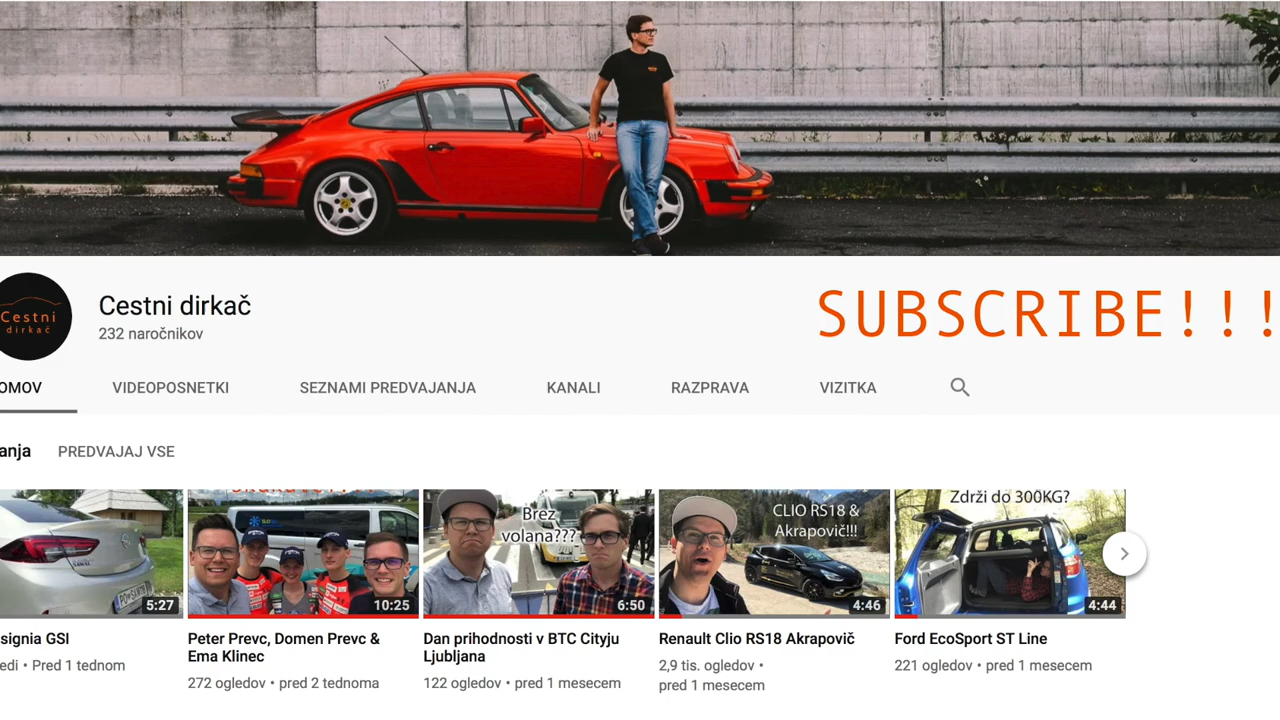 Cestni dirkač
SUBSCRIBE!!!
232 naročnikov
Cestni
dirkač
OMOV
VIDEOPOSNETKI
SEZNAMI PREDVAJANJA
KANALI
RAZPRAVA
VIZITKA
anja
PREDVAJAJ VSE
5:27
10:25
Brez
volana???
6:50
CLIO RS18 &
Akrapovič!!!
4:46
Zdrži do 300KG?
4:44
signia GSI
edi • Pred 1 tednom
Peter Prevc, Domen Prevc &
Ema Klinec
272 ogledov • pred 2 tednoma
Dan prihodnosti v BTC Cityju
Ljubljana
122 ogledov • pred 1 mesecem
Renault Clio RS18 Akrapovič
2,9 tis. ogledov •
pred 1 mesecem
Ford EcoSport ST Line
221 ogledov • pred 1 mesecem